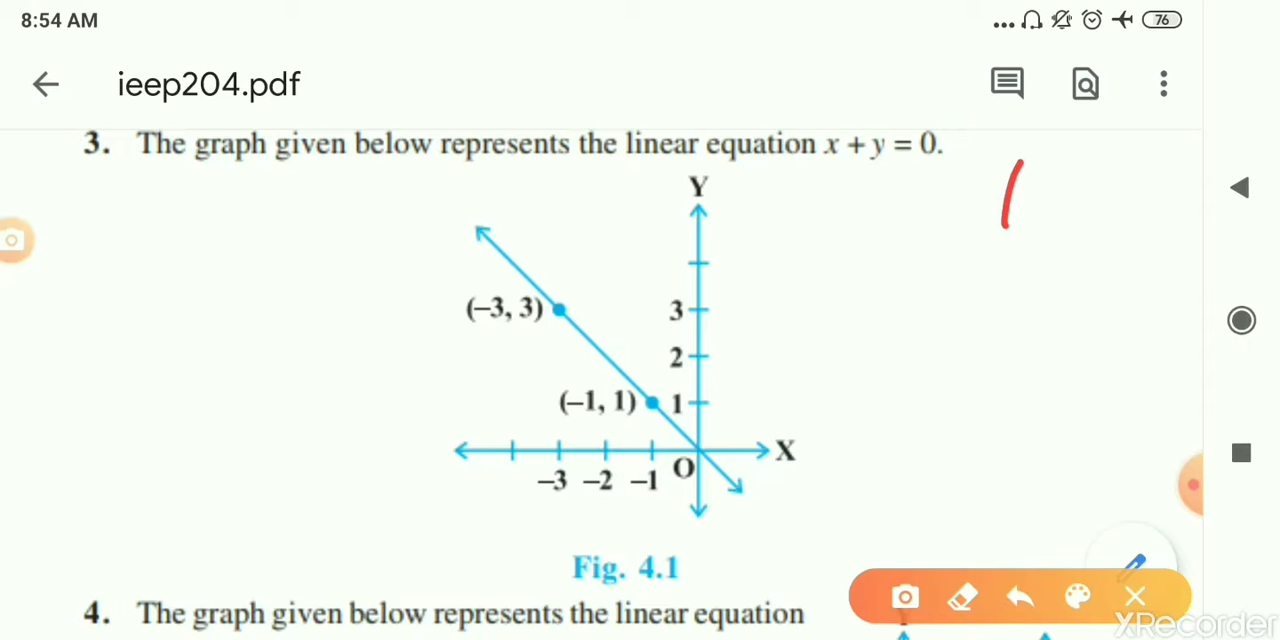 8:54 AM
76
ieep204.pdf
3. The graph given below represents the linear equation x + y = 0.
Y
(–3, 3)
3
2
(–1, 1)
1
X
O
–3 –2 –1
Fig. 4.1
4. The graph given below represents the linear equation
XRecorder